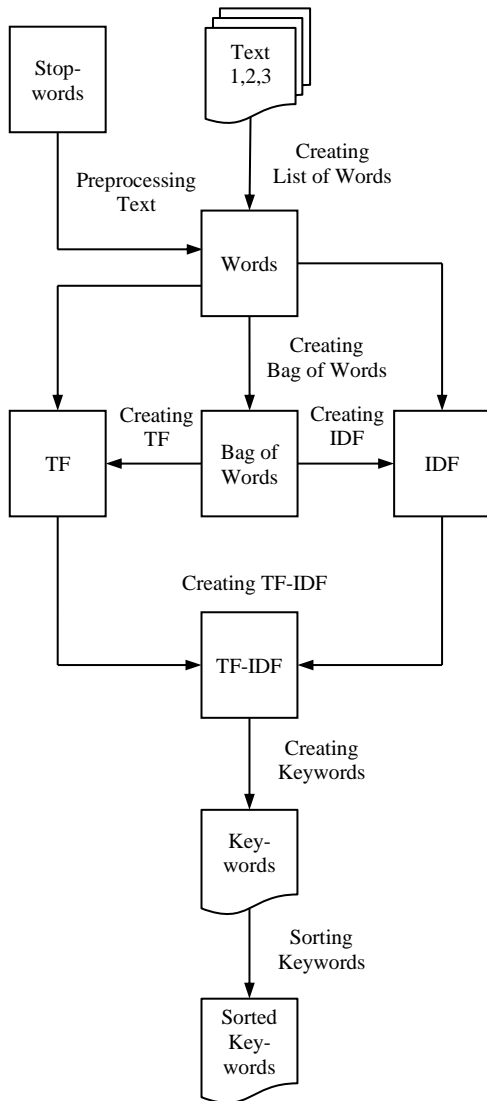 Stop-
words
Text
1,2,3
Creating
List of Words
Preprocessing
Text
Words
Creating
Bag of Words
Creating
TF
Creating
IDF
TF
Bag of
Words
IDF
Creating TF-IDF
TF-IDF
Creating
Keywords
Key-
words
Sorting
Keywords
Sorted
Key-
words